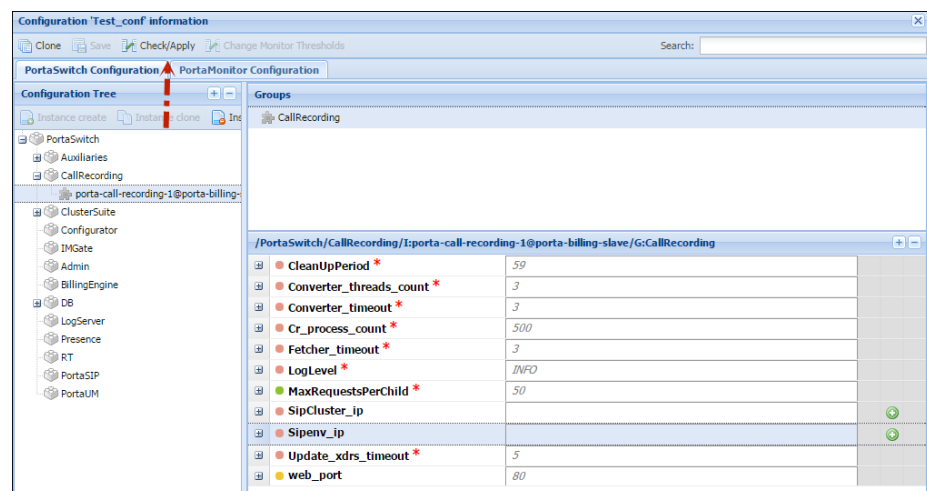 Configuration 'Test_conf' information
Clone Save Check/Apply Change Monitor Thresholds Search:
PortaSwitch Configuration PortaMonitor Configuration
Configuration Tree
Groups
Instance create Instance clone Ins
CallRecording
PortaSwitch
Auxiliaries
CallRecording
porta-call-recording-1@porta-billing-
ClusterSuite
Configurator
IMGate
Admin
BillingEngine
DB
LogServer
Presence
RT
PortaSIP
PortaUM
/PortaSwitch/CallRecording/I:porta-call-recording-1@porta-billing-slave/G:CallRecording
CleanUpPeriod * 59
Converter_threads_count * 3
Converter_timeout * 3
Cr_process_count * 500
Fetcher_timeout * 3
LogLevel * INFO
MaxRequestsPerChild * 50
SipCluster_ip
Sipenv_ip
Update_xdrs_timeout * 5
web_port 80